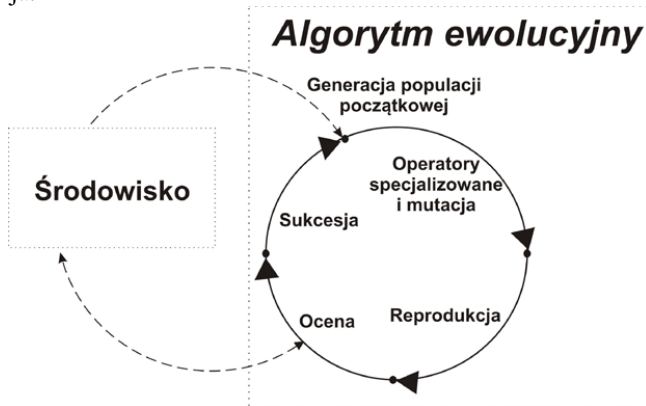 Algorytm ewolucyjny
Generacja populacji
początkowej
Operatory
specjalizowane
i mutacja
Środowisko
Sukcesja
Ocena
Reprodukcja